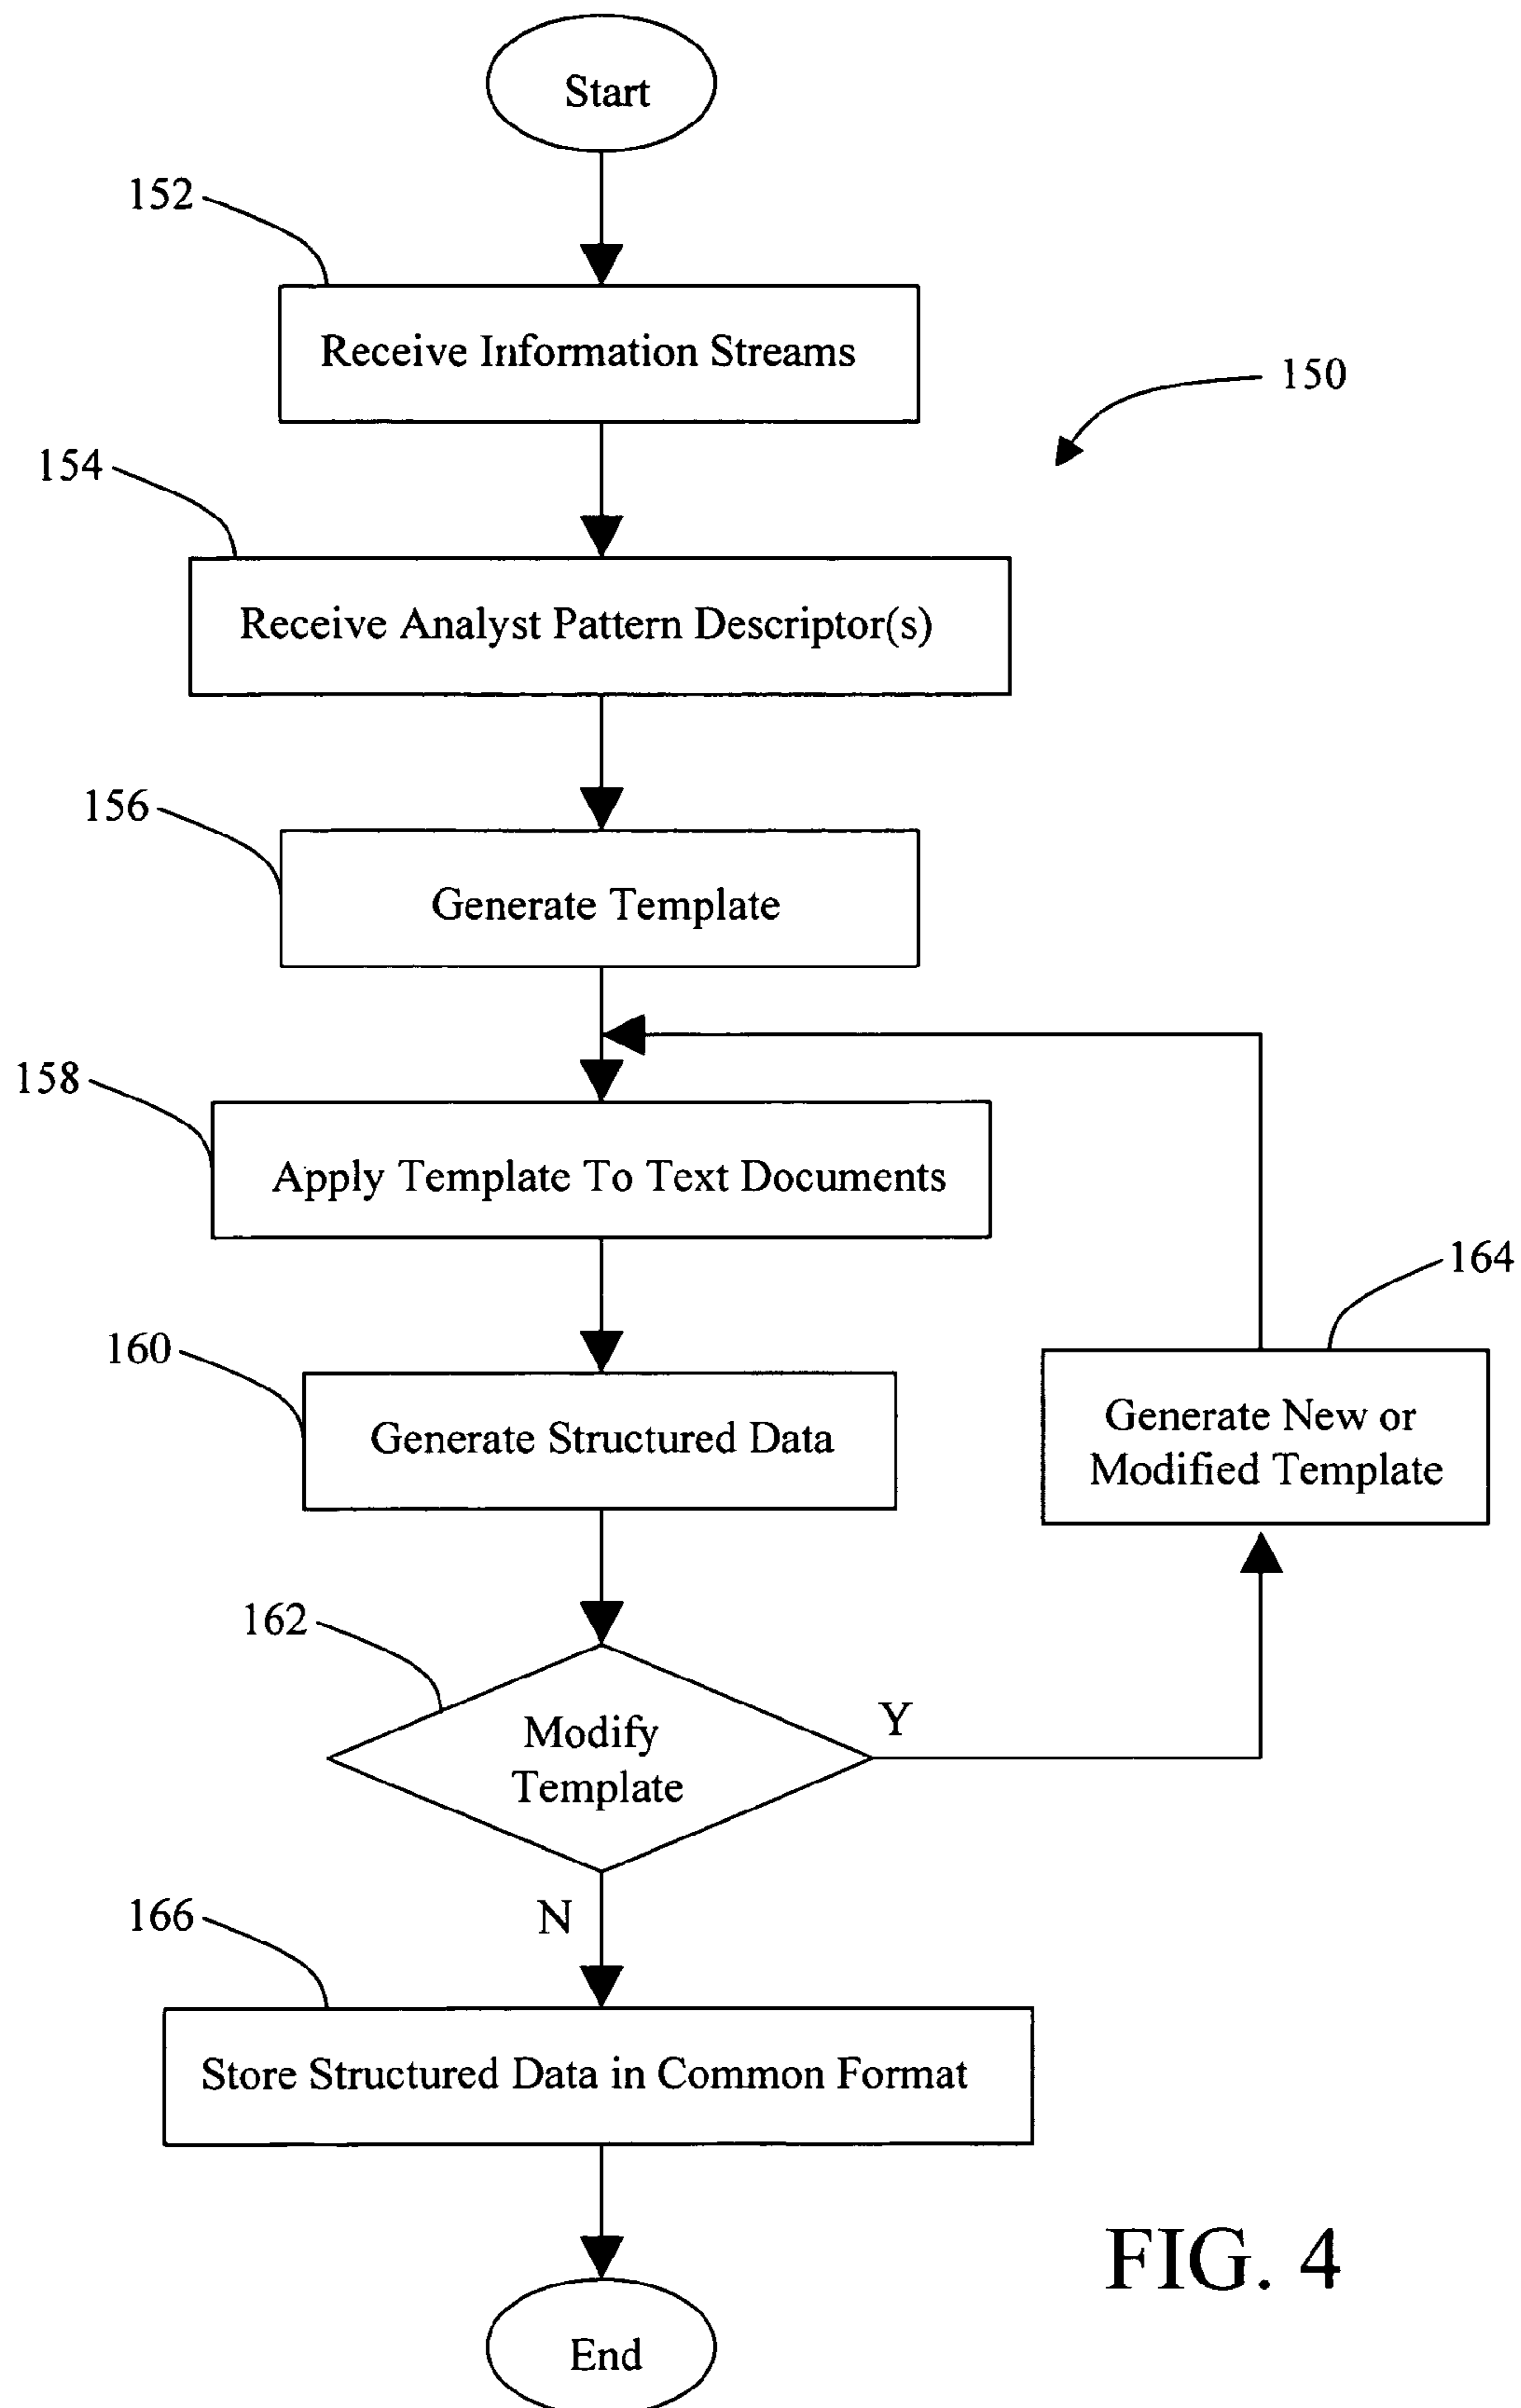 Start
152
Receive Information Streams
150
154
Receive Analyst Pattern Descriptor(s)
156
Generate Template
158
Apply Template To Text Documents
164
160
Generate Structured Data
Generate New or
Modified Template
162
Modify
Template
Y
N
166
Store Structured Data in Common Format
FIG. 4
End